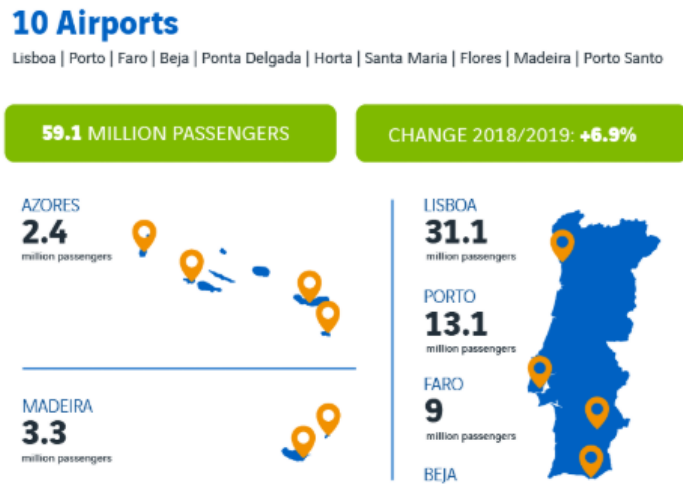 10 Airports
Lisboa | Porto | Faro | Beja | Ponta Delgada | Horta | Santa Maria | Flores | Madeira | Porto Santo
59.1 MILLION PASSENGERS
CHANGE 2018/2019: +6.9%
AZORES
2.4
million passengers
MADEIRA
3.3
million passengers
LISBOA
31.1
million passengers
PORTO
13.1
million passengers
FARO
9
million passengers
BEJA